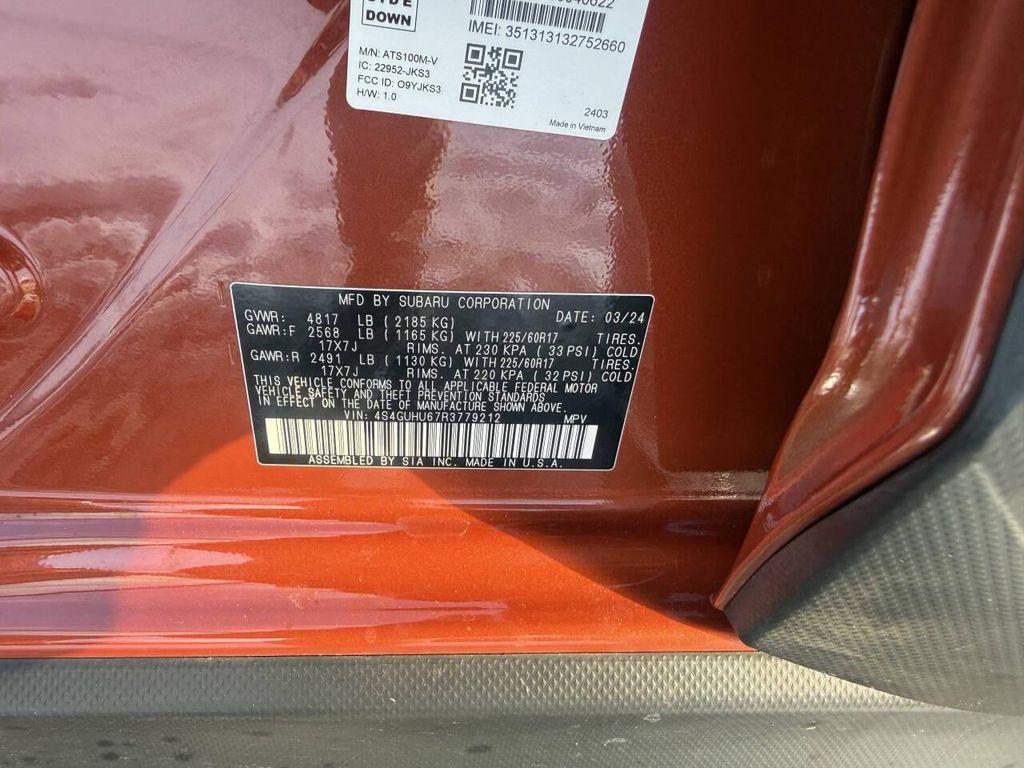 DOWN
IMEI: 351313132752660
M/N: ATS100M-V
IC: 22952-JKS3
FCC ID: O9YJKS3
H/W: 1.0
2403
Made in Vietnam
MFD BY SUBARU CORPORATION
GVWR: 4817 LB ( 2185 KG) DATE: 03/24
GAWR:F 2568 LB ( 1165 KG) WITH 225/60R17 TIRES.
17X7J RIMS. AT 230 KPA ( 33 PSI) COLD
GAWR:R 2491 LB ( 1130 KG) WITH 225/60R17 TIRES.
17X7J RIMS. AT 220 KPA ( 32 PSI) COLD
THIS VEHICLE CONFORMS TO ALL APPLICABLE FEDERAL MOTOR
VEHICLE SAFETY AND THEFT PREVENTION STANDARDS
IN EFFECT ON THE DATE OF MANUFACTURE SHOWN ABOVE.
VIN: 4S4GUHU67R3779212 MPV
ASSEMBLED BY SIA INC. MADE IN U.S.A.